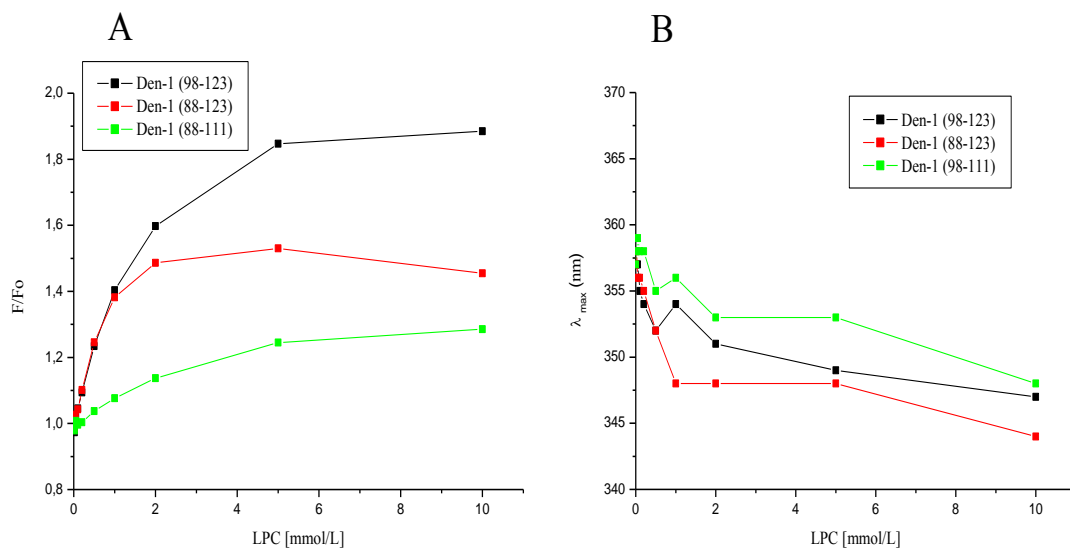 A
B
Den-1 (98-123)
Den-1 (88-123)
Den-1 (88-111)
2,0
1,8
1,6
1,4
1,2
1,0
0,8
F/Fo
0
2
4
6
8
10
LPC [mmol/L]
Den-1 (98-123)
Den-1 (88-123)
Den-1 (98-111)
370
365
360
355
350
345
340
λ max (nm)
0
2
4
6
8
10
LPC [mmol/L]